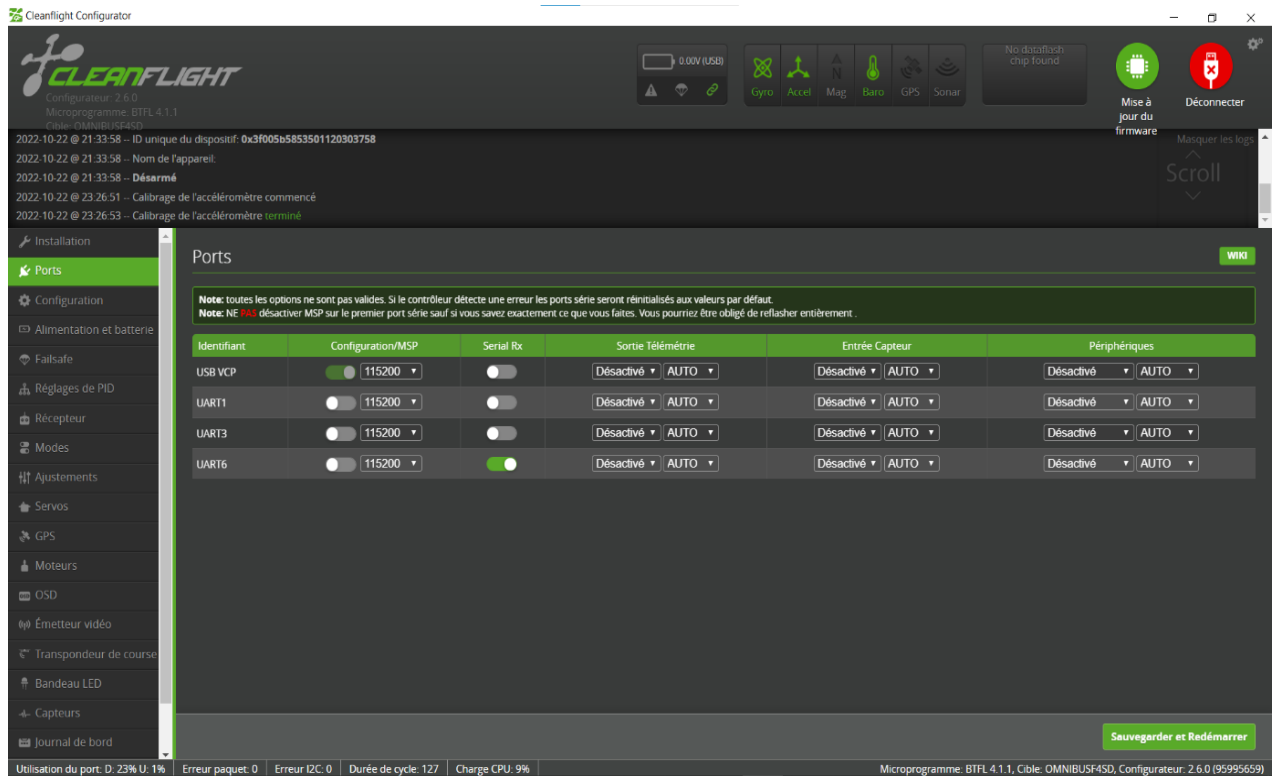 Cleanflight Configurator
CLEANFLIGHT
Configurateur: 2.6.0
Microprogramme: BTFL 4.1.1
Cible: OMNIBUSF4SD
0.00V (USB)
Gyro Accel Mag Baro GPS Sonar
No dataflash
chip found
Mise à
jour du
firmware
Déconnecter
2022-10-22 @ 21:33:58 -- ID unique du dispositif: 0x3f005b5853501120303758
2022-10-22 @ 21:33:58 -- Nom de l'appareil:
2022-10-22 @ 21:33:58 -- Désarmé
2022-10-22 @ 23:26:51 -- Calibrage de l'accéléromètre commencé
2022-10-22 @ 23:26:53 -- Calibrage de l'accéléromètre terminé
Masquer les logs
Scroll
Installation
Ports
Configuration
Alimentation et batterie
Failsafe
Réglages de PID
Récepteur
Modes
Ajustements
Servos
GPS
Moteurs
OSD
Émetteur vidéo
Transpondeur de course
Bandeau LED
Capteurs
Journal de bord
Ports
WIKI
Note: toutes les options ne sont pas valides. Si le contrôleur détecte une erreur les ports série seront réinitialisés aux valeurs par défaut.
Note: NE PAS désactiver MSP sur le premier port série sauf si vous savez exactement ce que vous faites. Vous pourriez être obligé de reflasher entièrement .
Identifiant Configuration/MSP Serial Rx Sortie Télémétrie Entrée Capteur Périphériques
USB VCP 115200 Désactivé AUTO Désactivé AUTO Désactivé AUTO
UART1 115200 Désactivé AUTO Désactivé AUTO Désactivé AUTO
UART3 115200 Désactivé AUTO Désactivé AUTO Désactivé AUTO
UART6 115200 Désactivé AUTO Désactivé AUTO Désactivé AUTO
Sauvegarder et Redémarrer
Utilisation du port: D: 23% U: 1% Erreur paquet: 0 Erreur I2C: 0 Durée de cycle: 127 Charge CPU: 9% Microprogramme: BTFL 4.1.1, Cible: OMNIBUSF4SD, Configurateur: 2.6.0 (95995659)